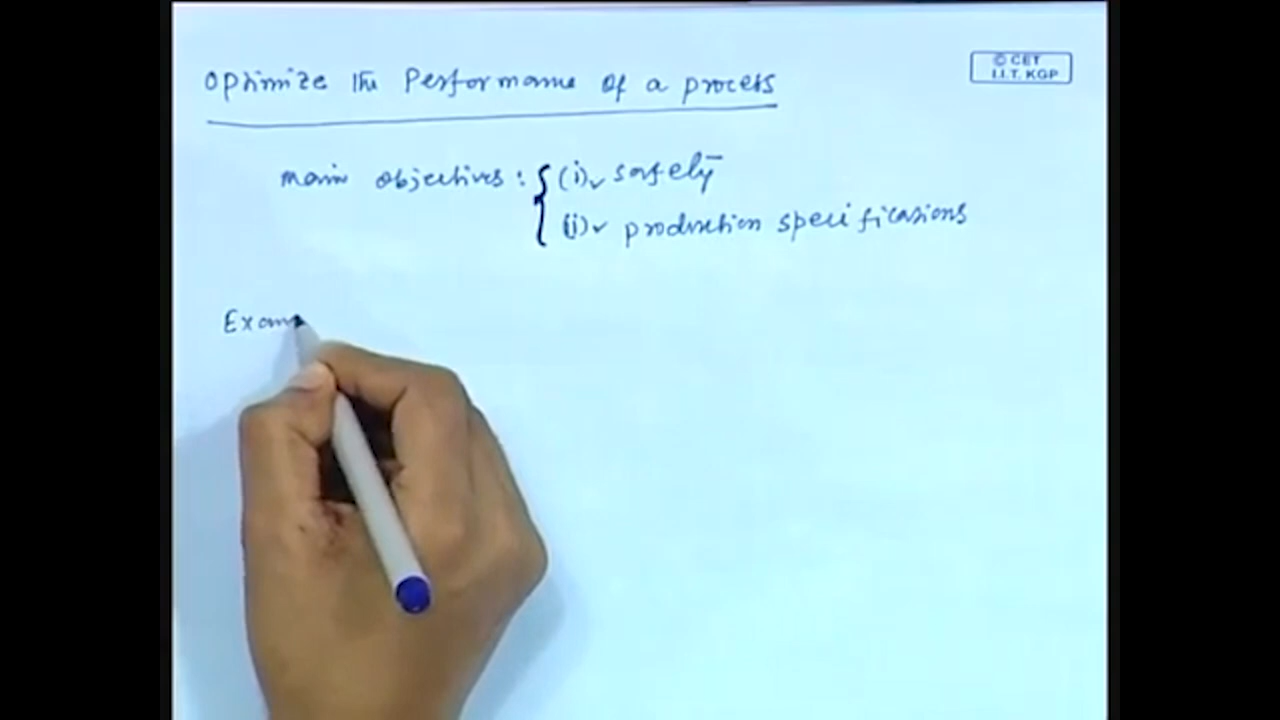 Optimize the Performance of a process
© CET
I.I.T. KGP
main objectives : (i) safety
(ii) production specifications
Exam